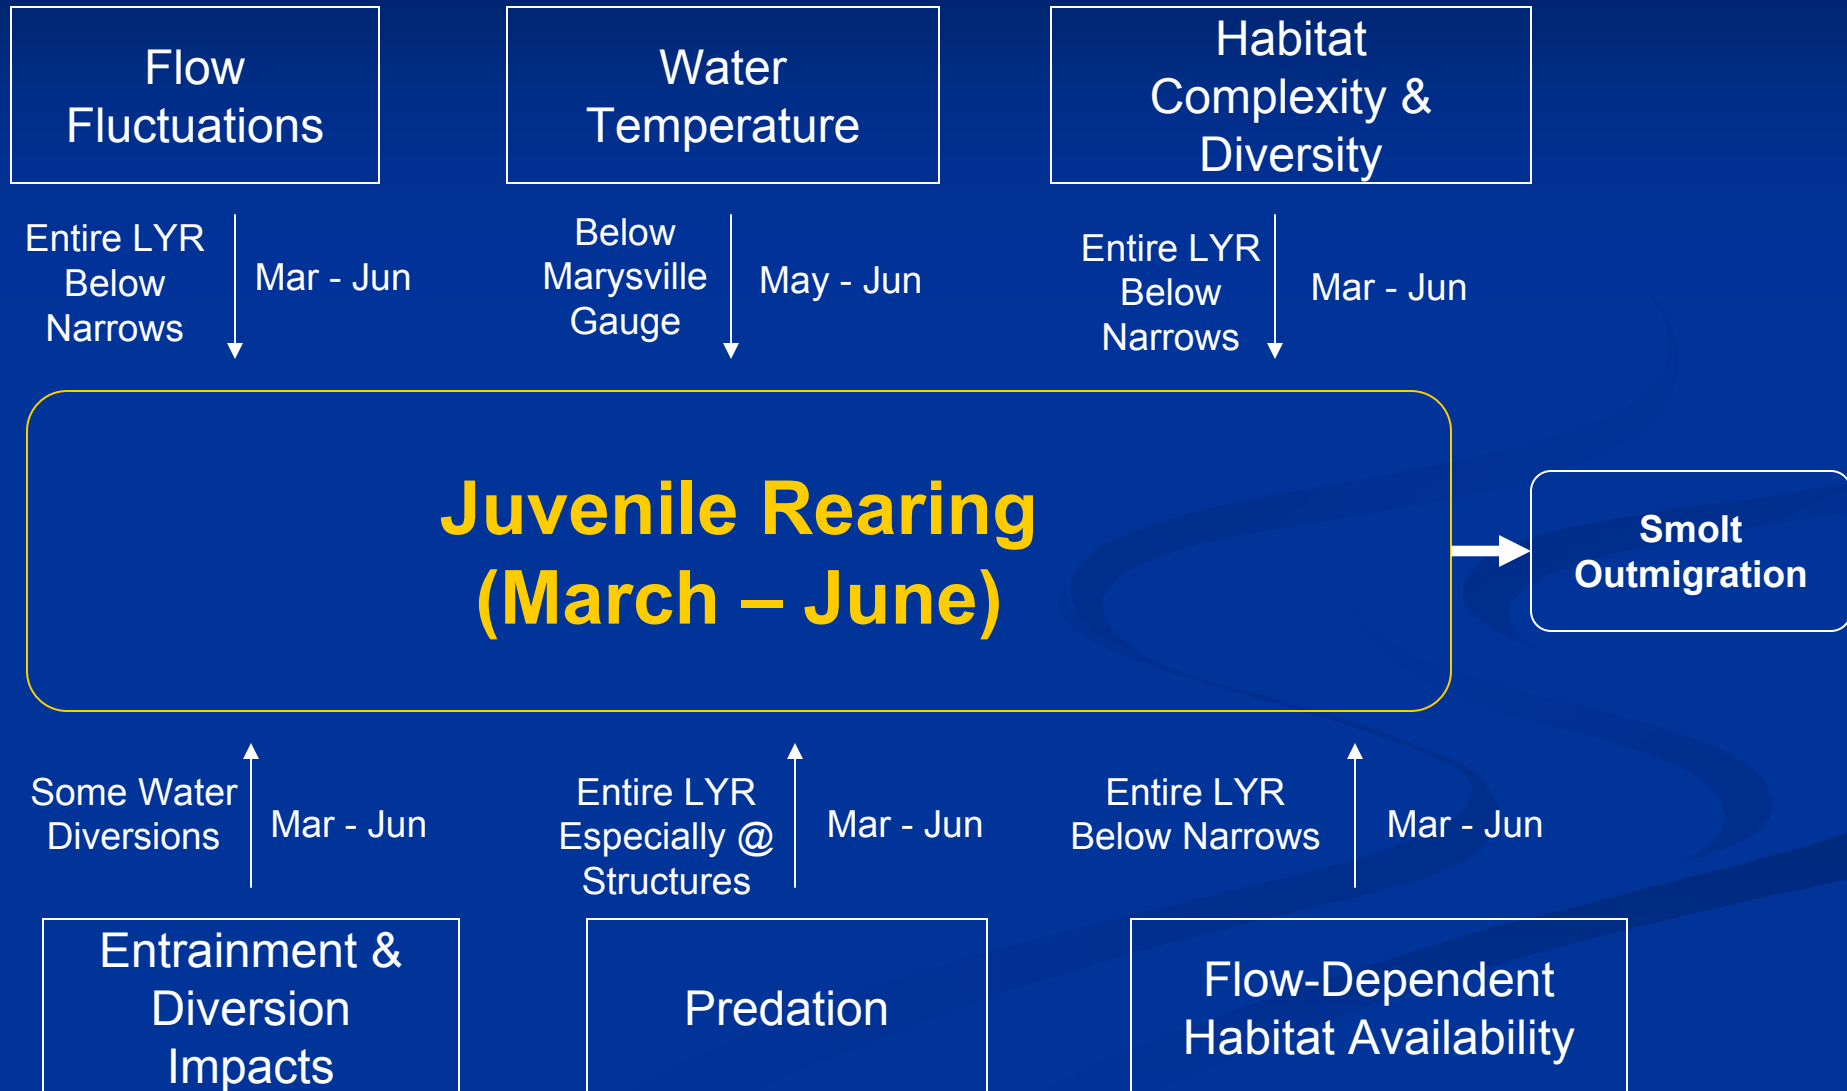 Flow
Fluctuations
Water
Temperature
Habitat
Complexity &
Diversity
Entire LYR
Below
Narrows
Mar - Jun
Below
Marysville
Gauge
May - Jun
Entire LYR
Below
Narrows
Mar - Jun
Juvenile Rearing
(March – June)
Smolt
Outmigration
Some Water
Diversions
Mar - Jun
Entire LYR
Especially @
Structures
Mar - Jun
Entire LYR
Below Narrows
Mar - Jun
Entrainment &
Diversion
Impacts
Predation
Flow-Dependent
Habitat Availability